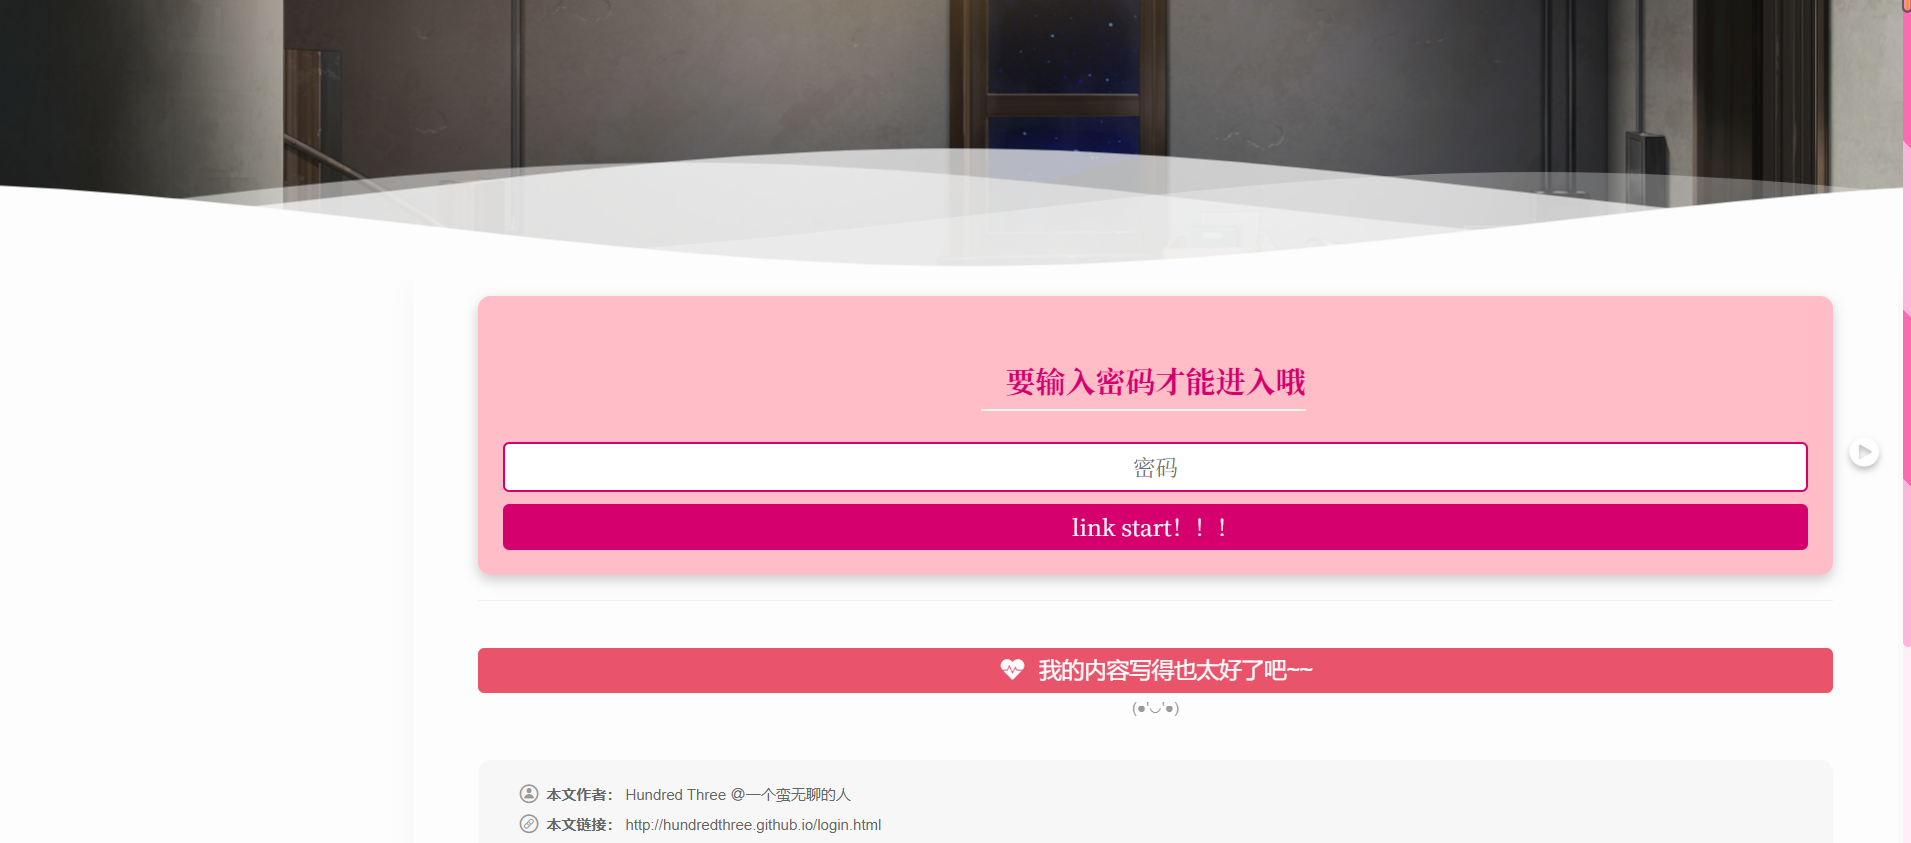 要输入密码才能进入哦
密码
link start！！！
我的内容写得也太好了吧~~
(●'◡'●)
本文作者： Hundred Three @一个蛮无聊的人
本文链接： http://hundredthree.github.io/login.html